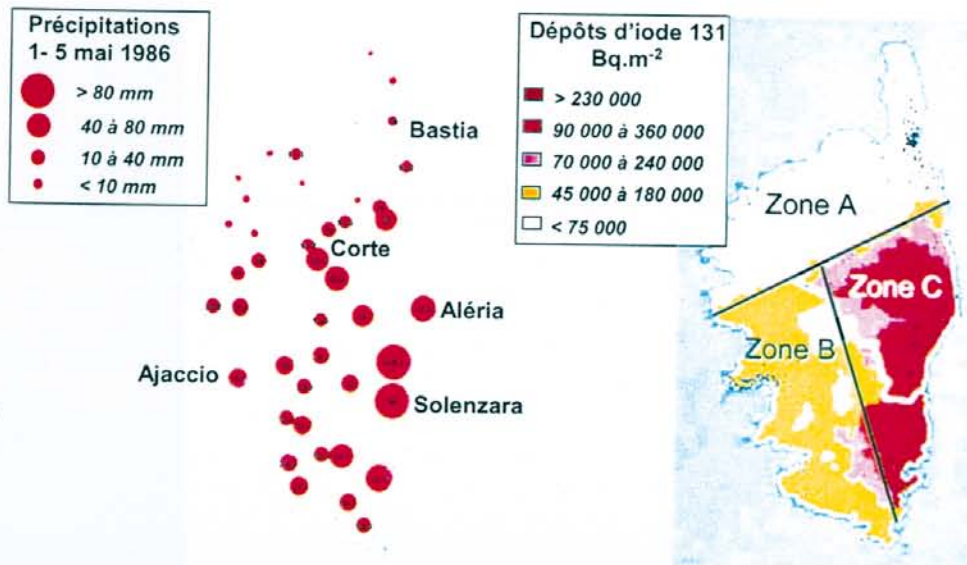 Précipitations
1- 5 mai 1986
> 80 mm
40 à 80 mm
10 à 40 mm
< 10 mm
Bastia
Corte
Aléria
Ajaccio
Solenzara
Dépôts d'iode 131
Bq.m-²
> 230 000
90 000 à 360 000
70 000 à 240 000
45 000 à 180 000
< 75 000
Zone A
Zone C
Zone B